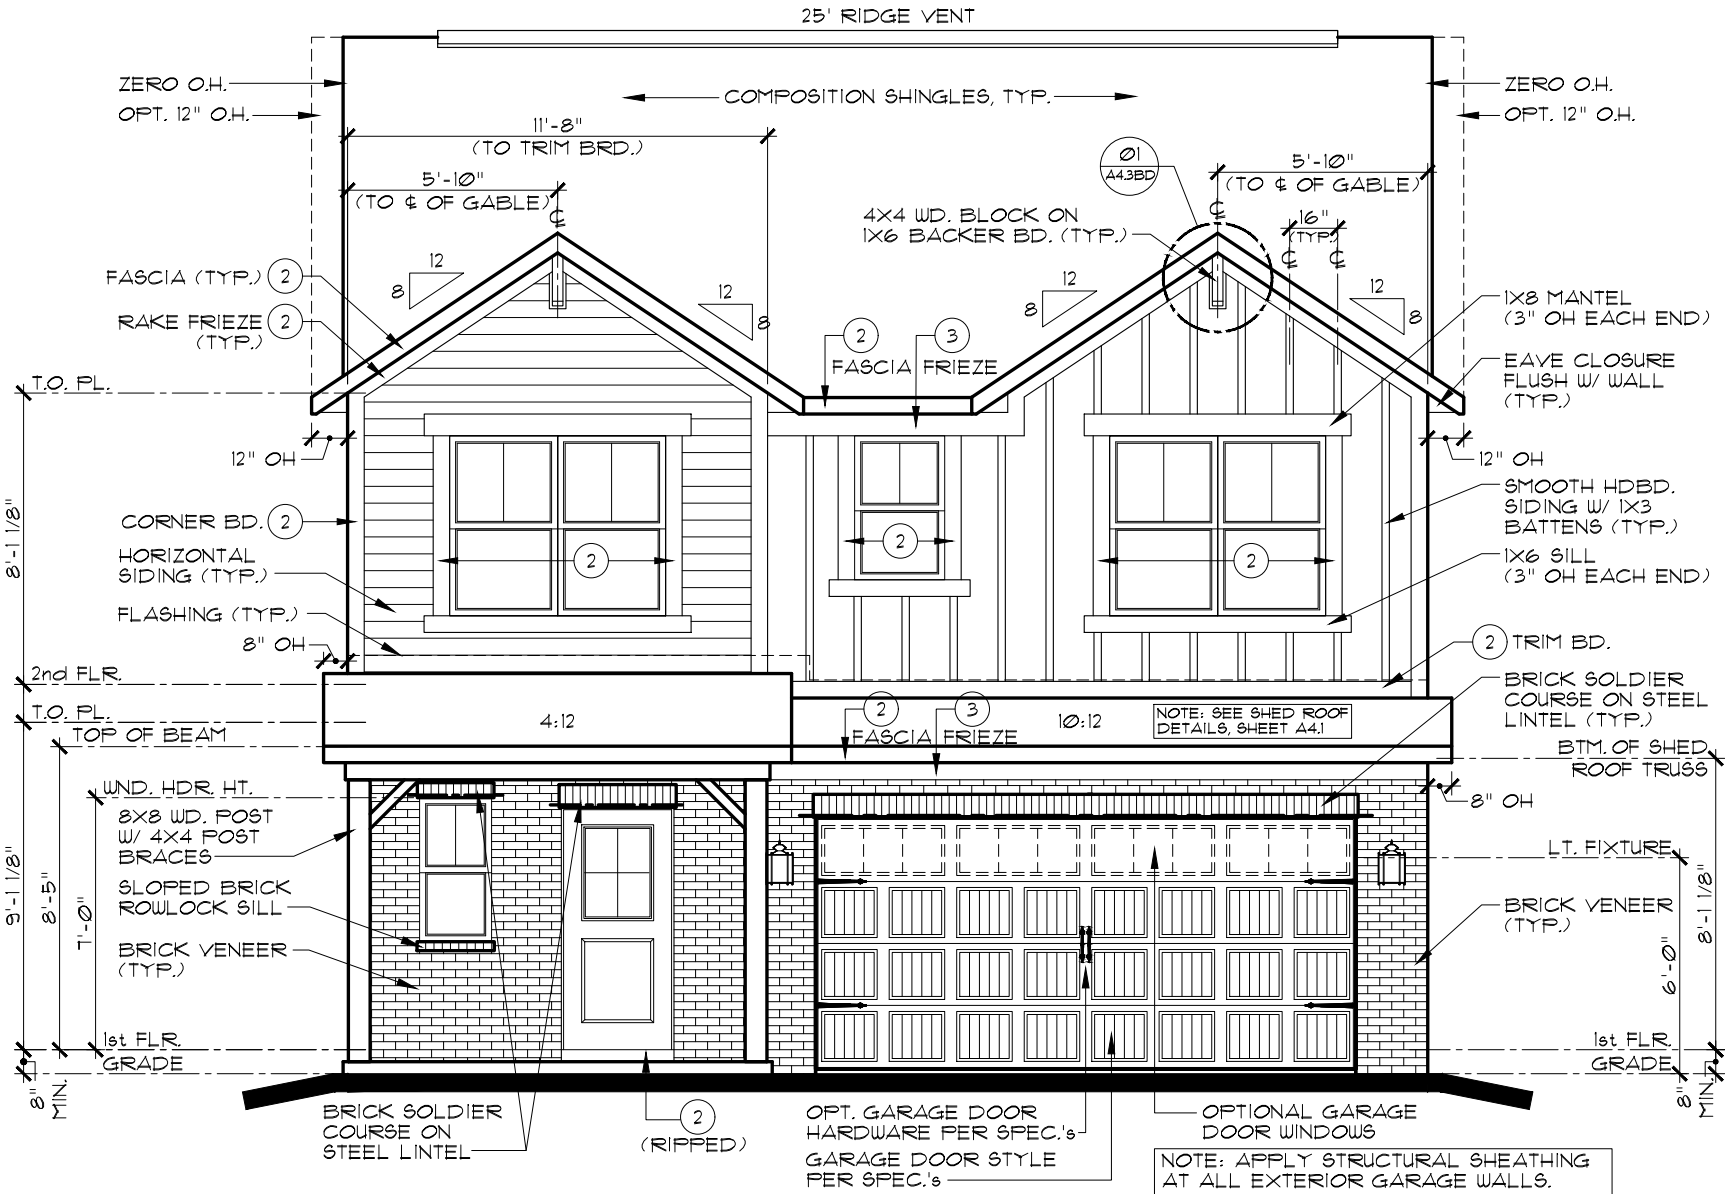 25' RIDGE VENT
ZERO O.H.
OPT. 12" O.H.
COMPOSITION SHINGLES, TYP.
ZERO O.H.
OPT. 12" O.H.
11'-8"
(TO TRIM BRD.)
5'-10"
(TO ℄ OF GABLE)
℄
Ø1
A4.3BD
5'-10"
(TO ℄ OF GABLE)
℄
16"
(TYP.)
℄
℄
4X4 WD. BLOCK ON
1X6 BACKER BD. (TYP.)
12
8
12
8
12
8
12
8
FASCIA (TYP.) 2
RAKE FRIEZE 2
(TYP.)
2
3
FASCIA FRIEZE
1X8 MANTEL
(3" OH EACH END)
EAVE CLOSURE
FLUSH W/ WALL
(TYP.)
T.O. PL.
12" OH
12" OH
CORNER BD. 2
HORIZONTAL
SIDING (TYP.)
FLASHING (TYP.)
8" OH
8'-1 1/8"
2
2
2
SMOOTH HDBD.
SIDING W/ 1X3
BATTENS (TYP.)
1X6 SILL
(3" OH EACH END)
2 TRIM BD.
2nd FLR.
T.O. PL.
TOP OF BEAM
4:12
2
3
FASCIA FRIEZE
10:12
NOTE: SEE SHED ROOF
DETAILS, SHEET A4.1
BRICK SOLDIER
COURSE ON STEEL
LINTEL (TYP.)
BTM. OF SHED
ROOF TRUSS
WND. HDR. HT.
8X8 WD. POST
W/ 4X4 POST
BRACES
SLOPED BRICK
ROWLOCK SILL
BRICK VENEER
(TYP.)
8" OH
LT. FIXTURE
BRICK VENEER
(TYP.)
9'-1 1/8"
8'-5"
7'-0"
6'-0"
8'-1 1/8"
1st FLR.
GRADE
1st FLR.
GRADE
8"
MIN.
8"
MIN.
BRICK SOLDIER
COURSE ON
STEEL LINTEL
2
(RIPPED)
OPT. GARAGE DOOR
HARDWARE PER SPEC.'s
GARAGE DOOR STYLE
PER SPEC.'s
OPTIONAL GARAGE
DOOR WINDOWS
NOTE: APPLY STRUCTURAL SHEATHING
AT ALL EXTERIOR GARAGE WALLS.